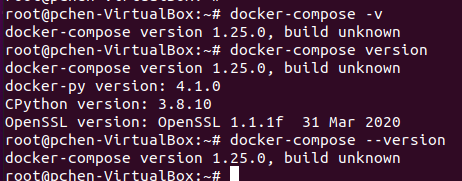 root@pchen-VirtualBox:~# docker-compose -v
docker-compose version 1.25.0, build unknown
root@pchen-VirtualBox:~# docker-compose version
docker-compose version 1.25.0, build unknown
docker-py version: 4.1.0
CPython version: 3.8.10
OpenSSL version: OpenSSL 1.1.1f  31 Mar 2020
root@pchen-VirtualBox:~# docker-compose --version
docker-compose version 1.25.0, build unknown
root@pchen-VirtualBox:~#